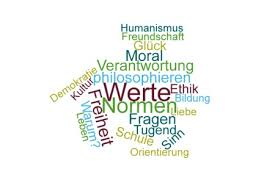 Humanismus
Freundschaft
Glück
Moral
Verantwortung
Demokratie
philosophieren
Kultur
Werte
Ethik
Bildung
Freiheit
Normen
Liebe
Warum?
Leben
Fragen
Schule
Tugend
Sinn
Orientierung